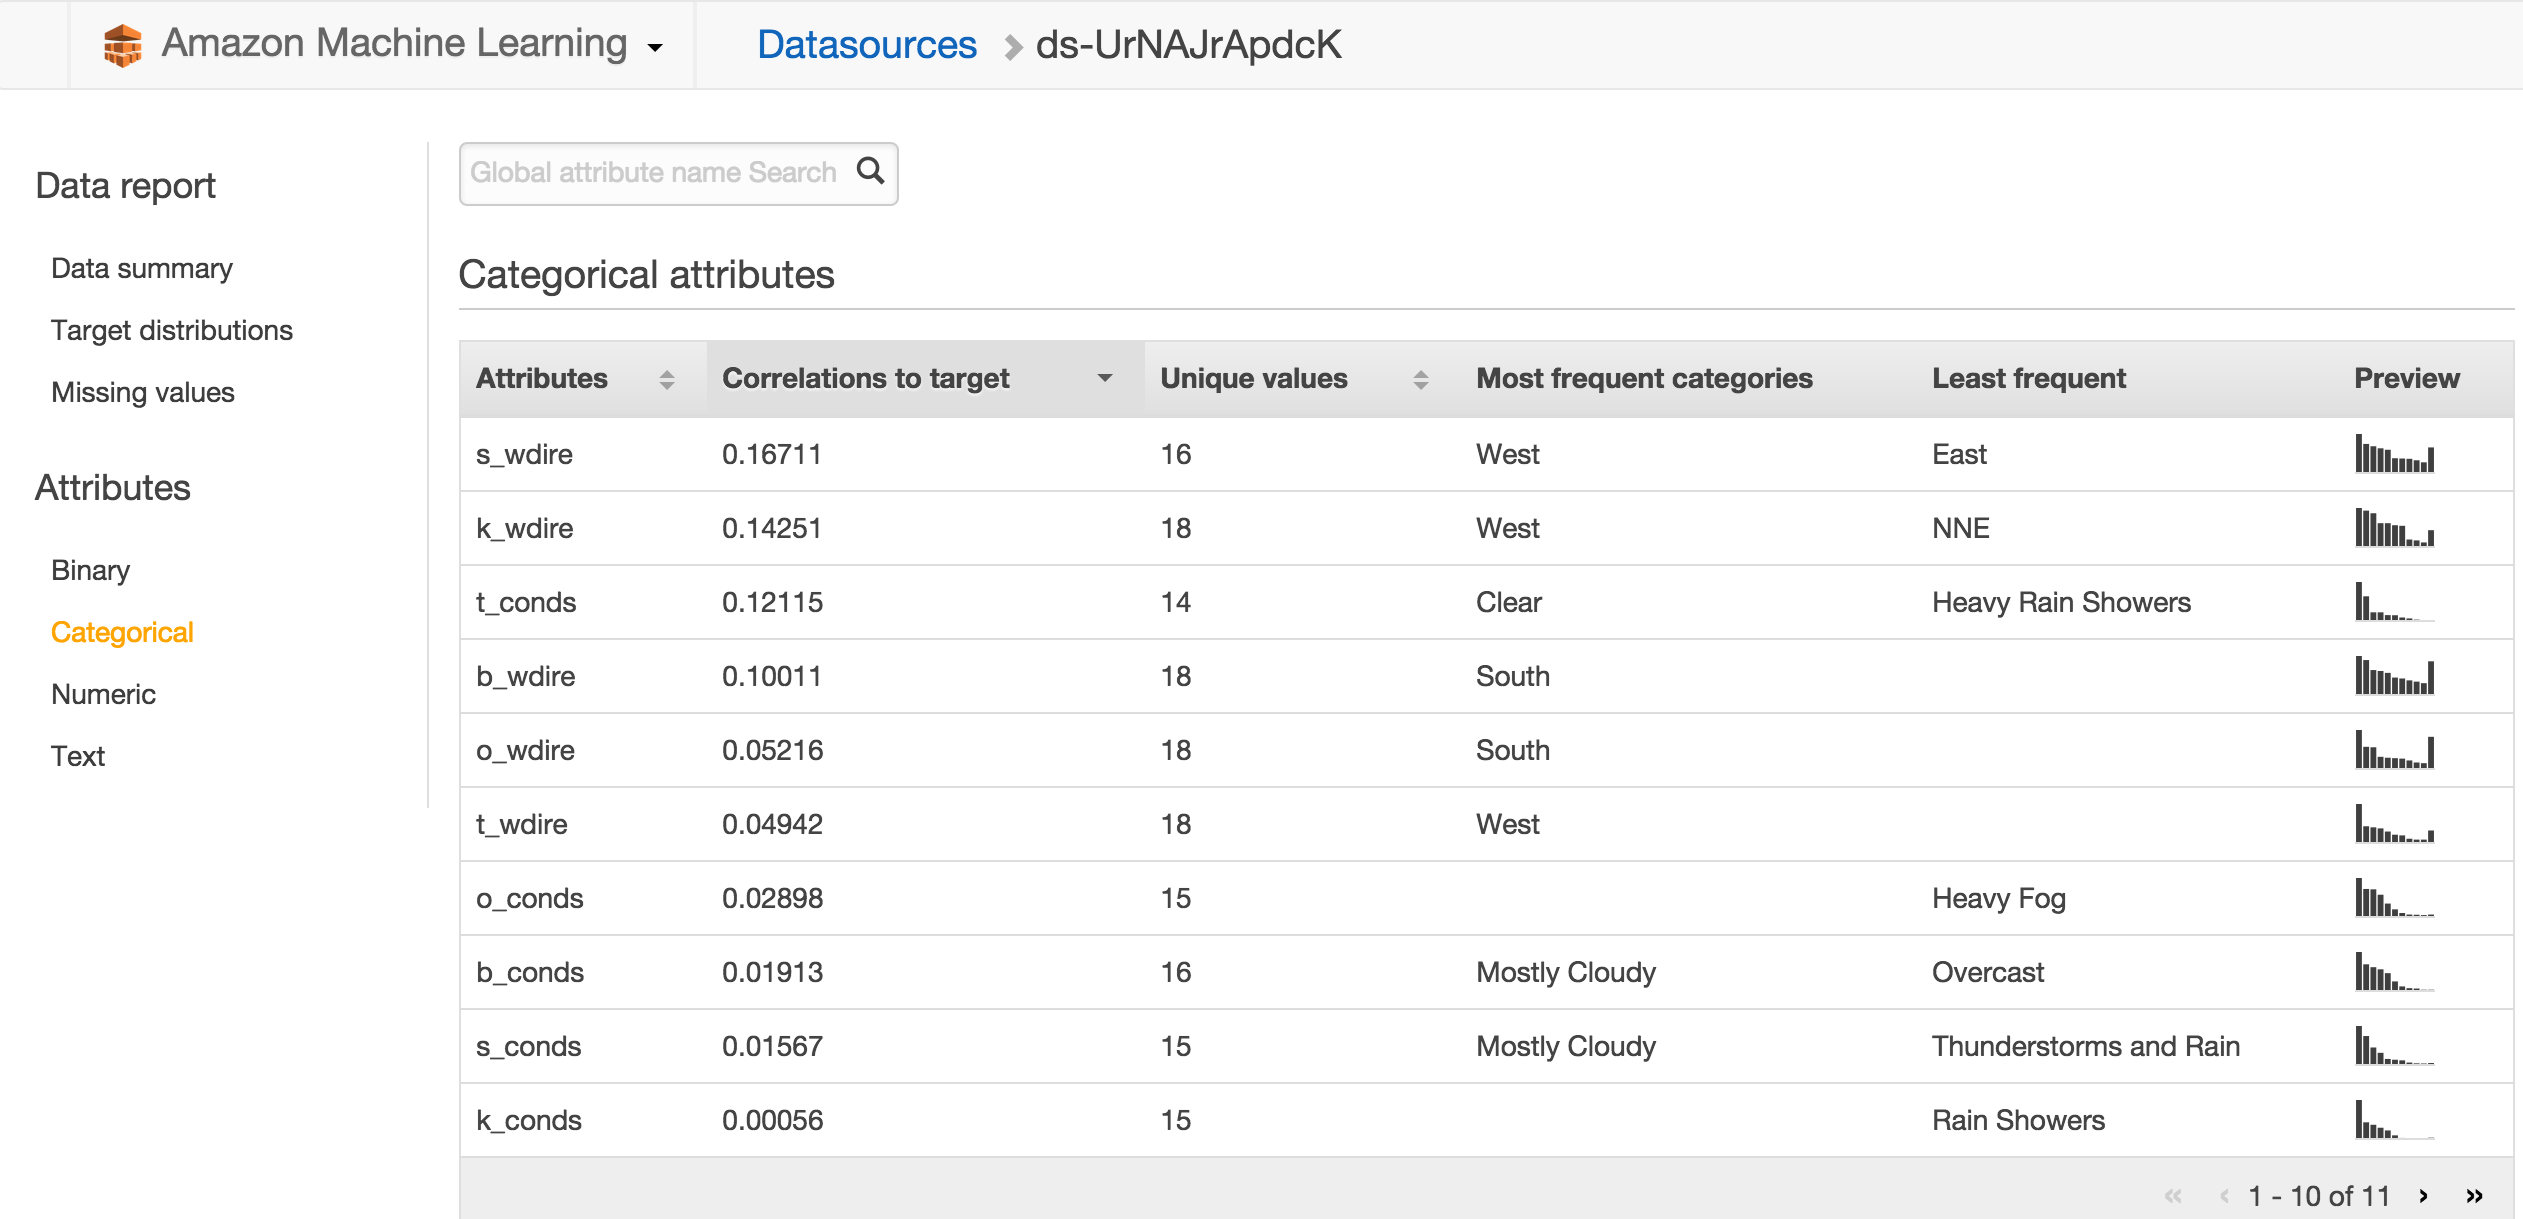 Amazon Machine Learning
Datasources > ds-UrNAJrApdcK
Data report
Data summary
Target distributions
Missing values
Attributes
Binary
Categorical
Numeric
Text
Global attribute name Search
Categorical attributes
Attributes Correlations to target Unique values Most frequent categories Least frequent Preview
s_wdire 0.16711 16 West East
k_wdire 0.14251 18 West NNE
t_conds 0.12115 14 Clear Heavy Rain Showers
b_wdire 0.10011 18 South
o_wdire 0.05216 18 South
t_wdire 0.04942 18 West
o_conds 0.02898 15 Heavy Fog
b_conds 0.01913 16 Mostly Cloudy Overcast
s_conds 0.01567 15 Mostly Cloudy Thunderstorms and Rain
k_conds 0.00056 15 Rain Showers
« ‹ 1 - 10 of 11 › »